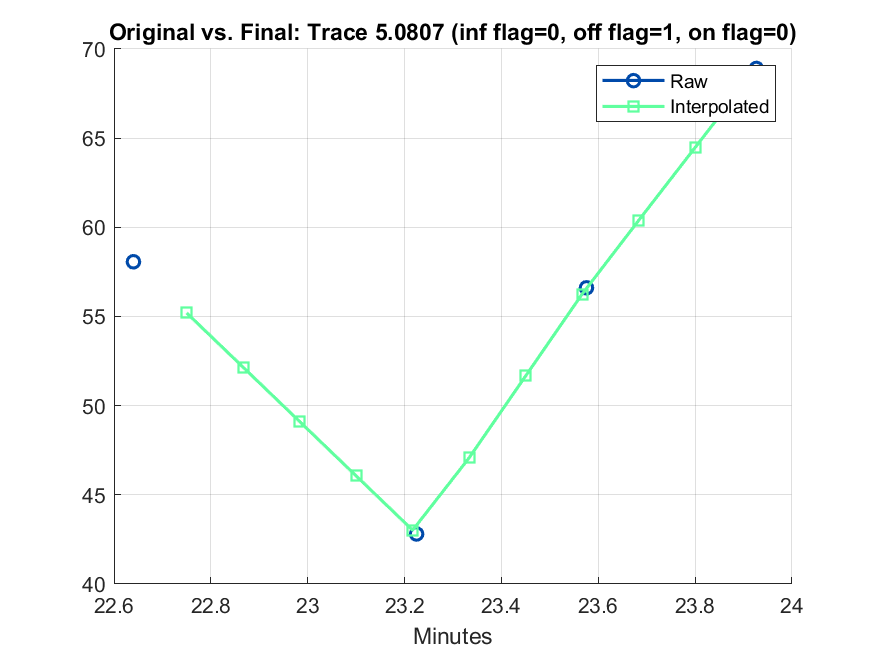 Original vs. Final: Trace 5.0807 (inf flag=0, off flag=1, on flag=0)
70
65
60
55
50
45
40
Raw
Interpolated
22.6 22.8 23 23.2 23.4 23.6 23.8 24
Minutes